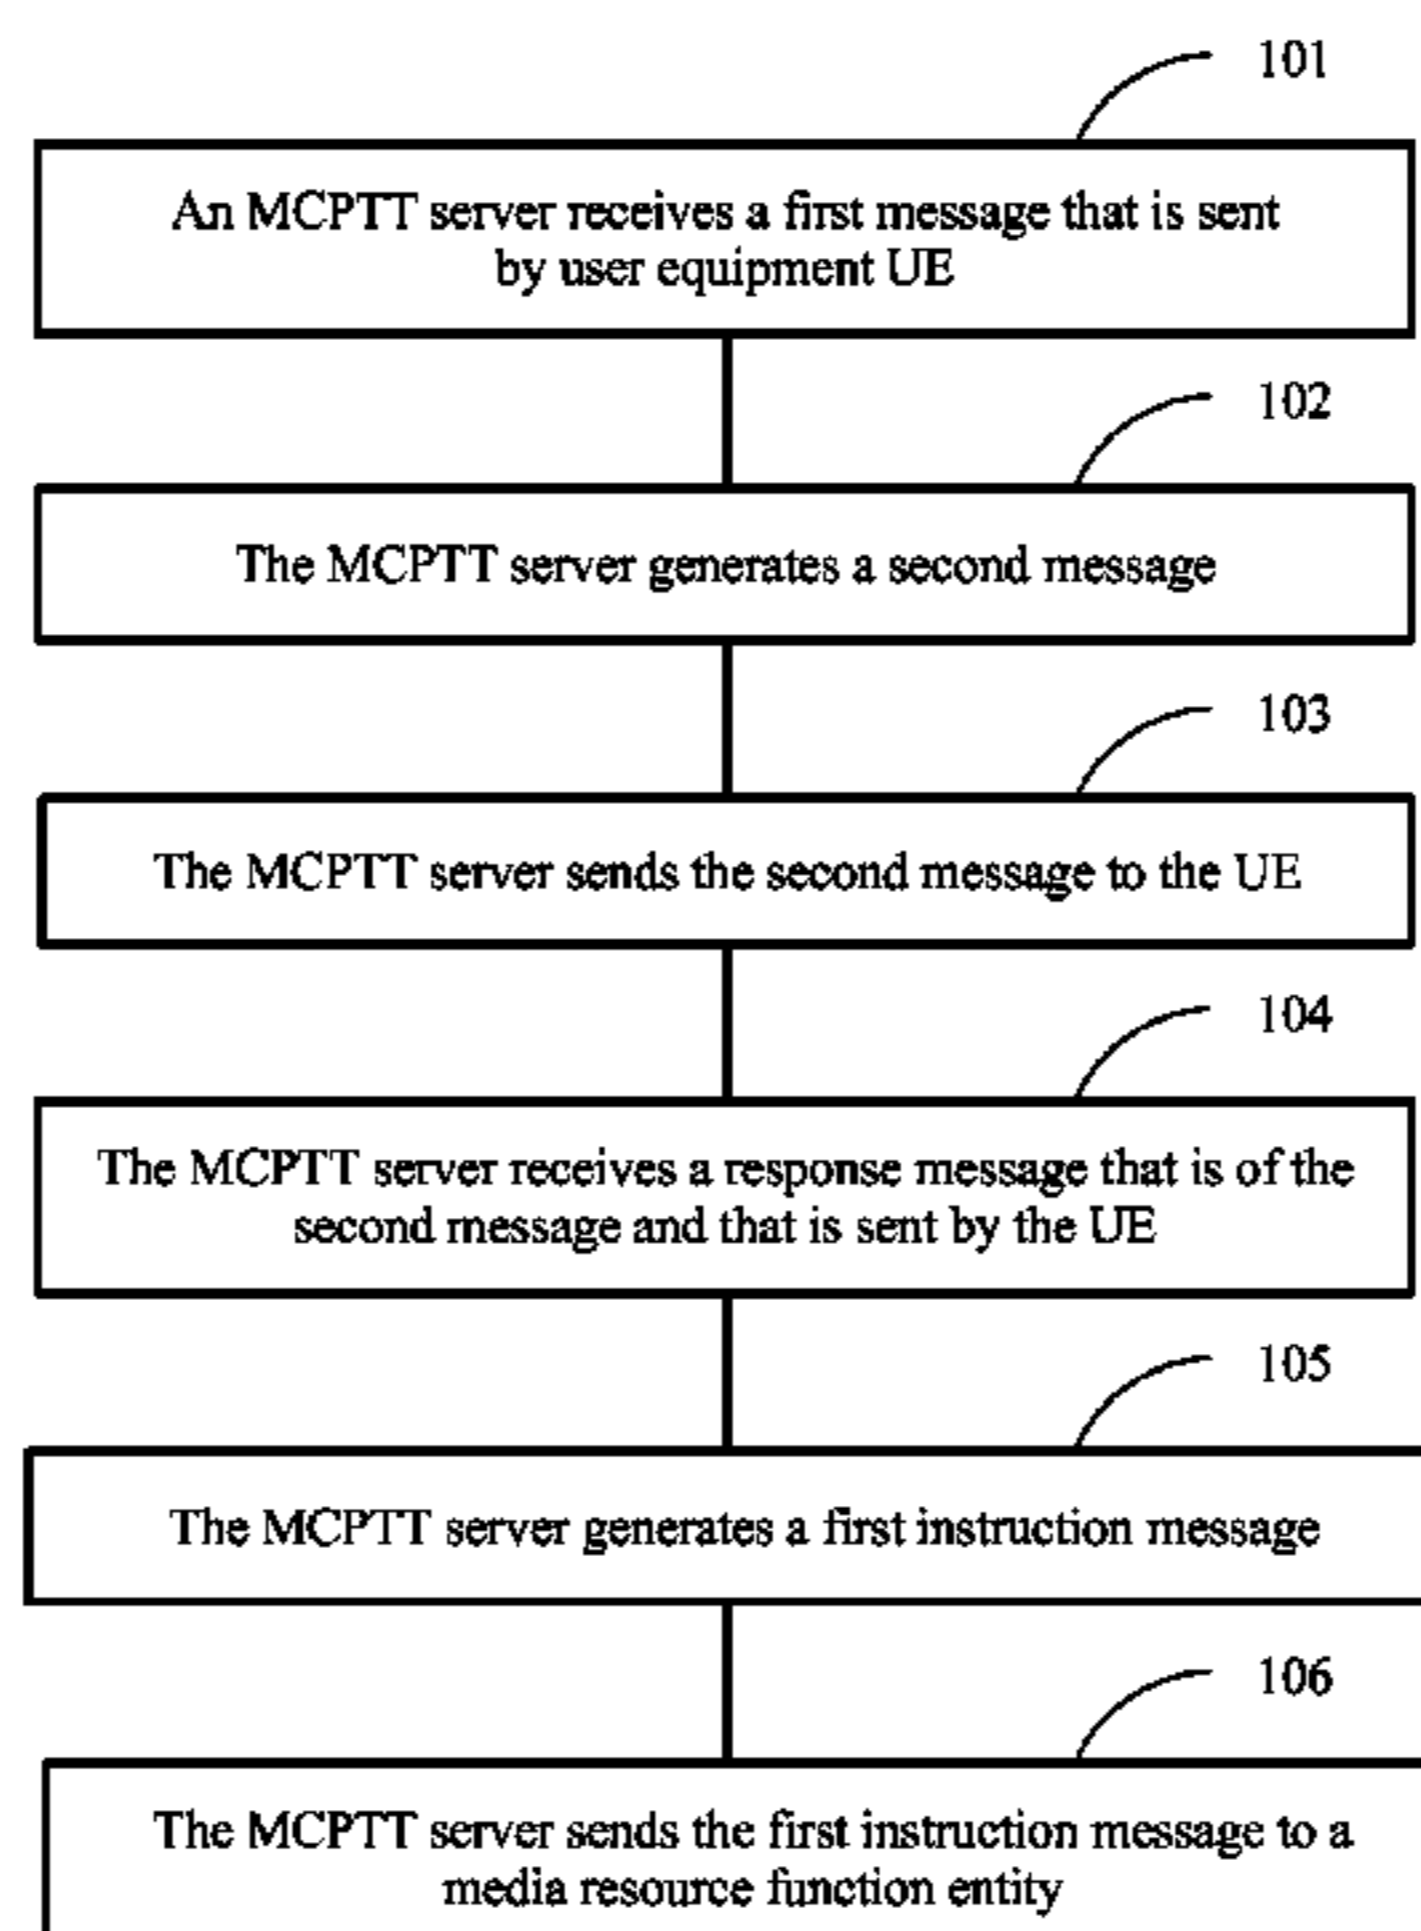 101
An MCPTT server receives a first message that is sent
by user equipment UE
102
The MCPTT server generates a second message
103
The MCPTT server sends the second message to the UE
104
The MCPTT server receives a response message that is of the
second message and that is sent by the UE
105
The MCPTT server generates a first instruction message
106
The MCPTT server sends the first instruction message to a
media resource function entity